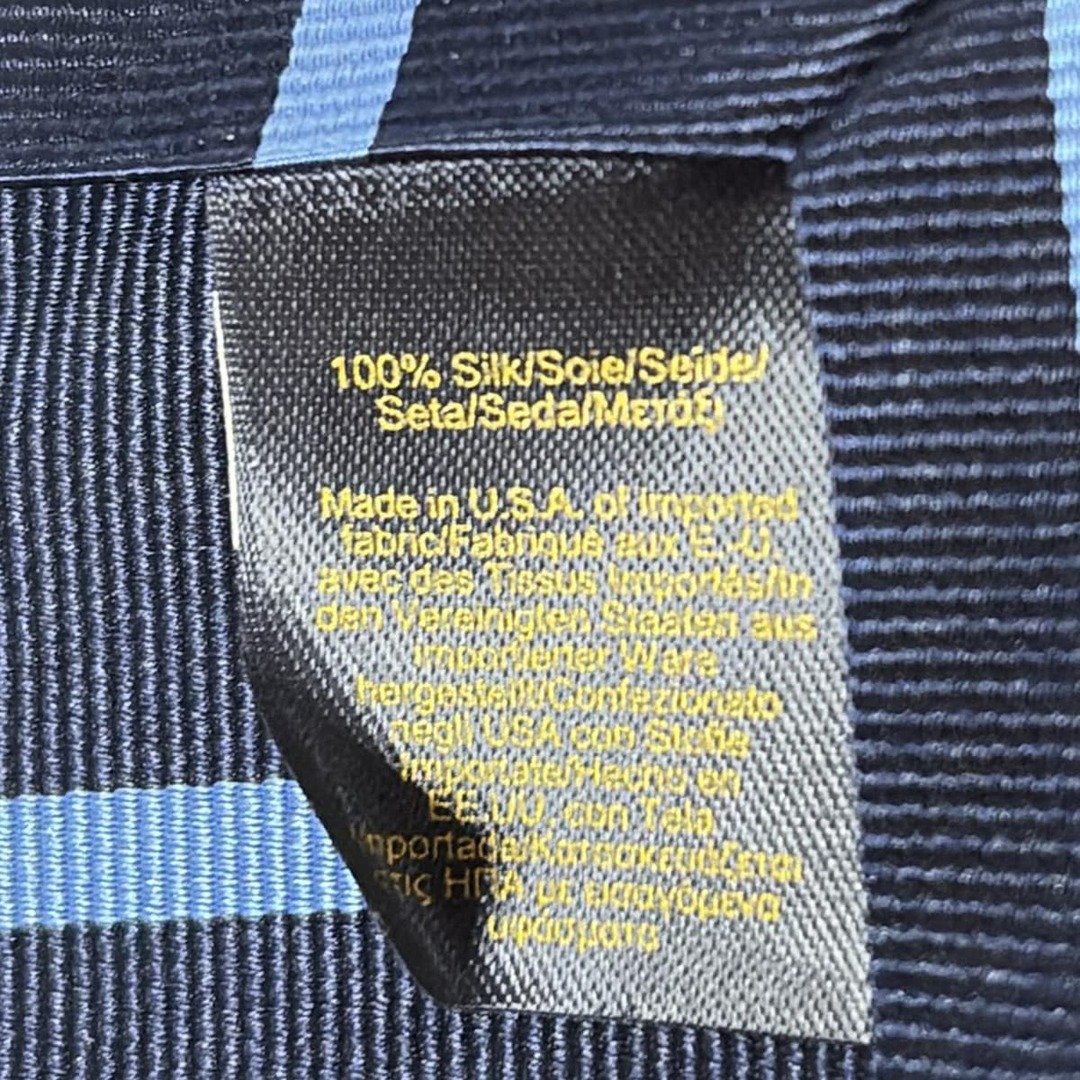 100% Silk/Soie/Seide/
Seta/Seda/Μετάξι
Made in U.S.A. of imported
fabric/Fabriqué aux E.-U.
avec des Tissus Importés/In
den Vereinigten Staaten aus
importierter Ware
hergestellt/Confezionato
negli USA con Stoffe
Importate/Hecho en
EE.UU. con Tela
Importada/Κατασκευάζεται
στις ΗΠΑ με εισαγόμενα
υφάσματα